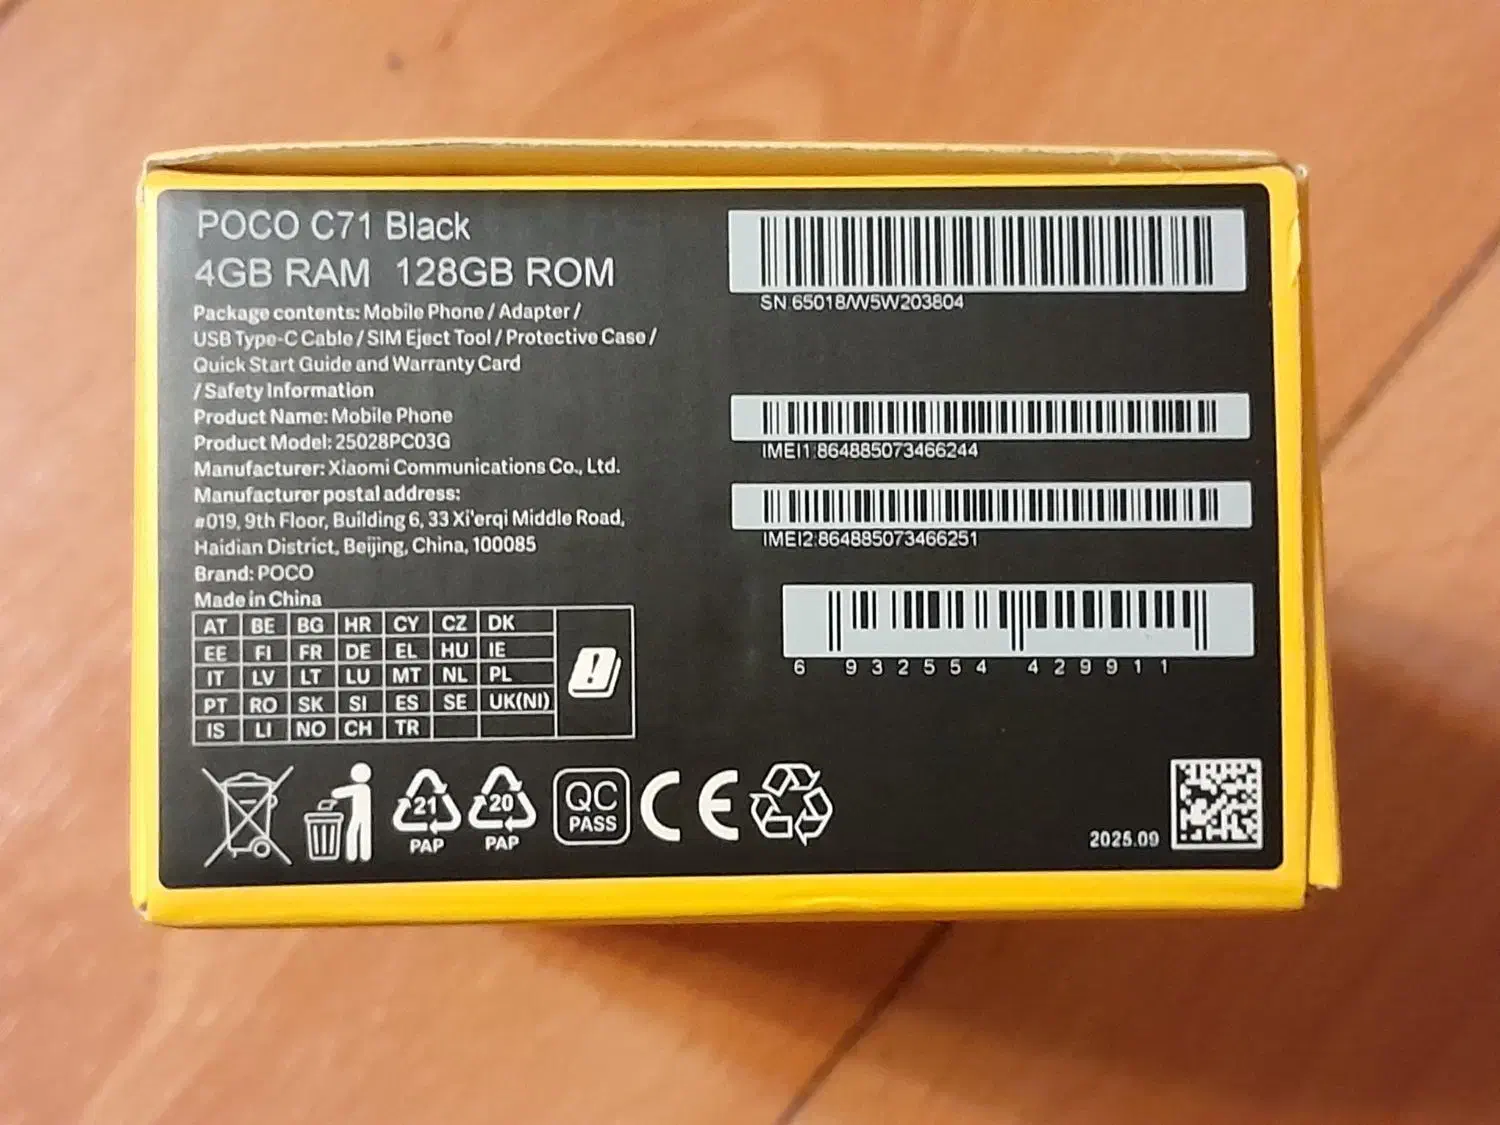 POCO C71 Black
4GB RAM 128GB ROM
Package contents: Mobile Phone / Adapter /
USB Type-C Cable / SIM Eject Tool / Protective Case /
Quick Start Guide and Warranty Card
/ Safety Information
Product Name: Mobile Phone
Product Model: 25028PC03G
Manufacturer: Xiaomi Communications Co., Ltd.
Manufacturer postal address:
#019, 9th Floor, Building 6, 33 Xi'erqi Middle Road,
Haidian District, Beijing, China, 100085
Brand: POCO
Made in China
AT BE BG HR CY CZ DK
EE FI FR DE EL HU IE
IT LV LT LU MT NL PL
PT RO SK SI ES SE UK(NI)
IS LI NO CH TR
21 PAP
20 PAP
QC PASS
CE
SN:65018/W5W203804
IMEI1:864885073466244
IMEI2:864885073466251
6 932554 429911
2025.09